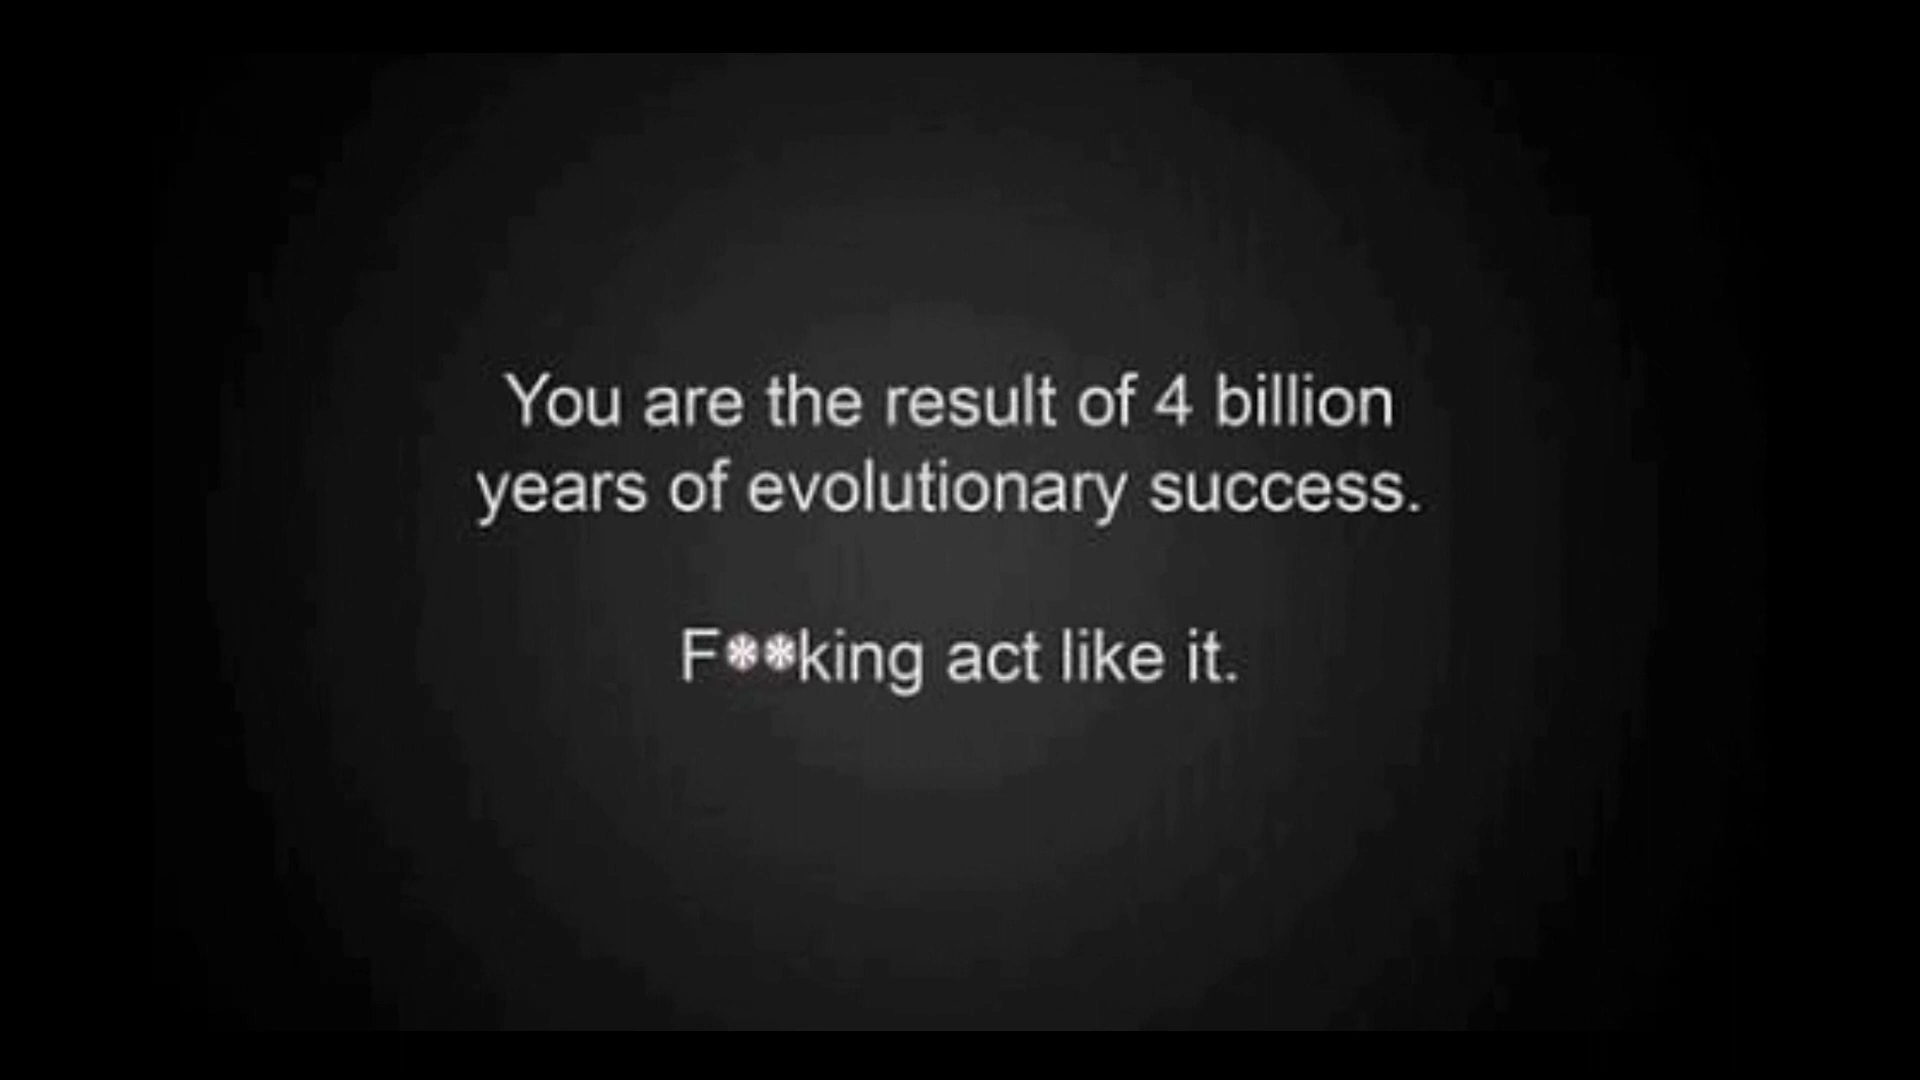 You are the result of 4 billion
years of evolutionary success.
F**king act like it.